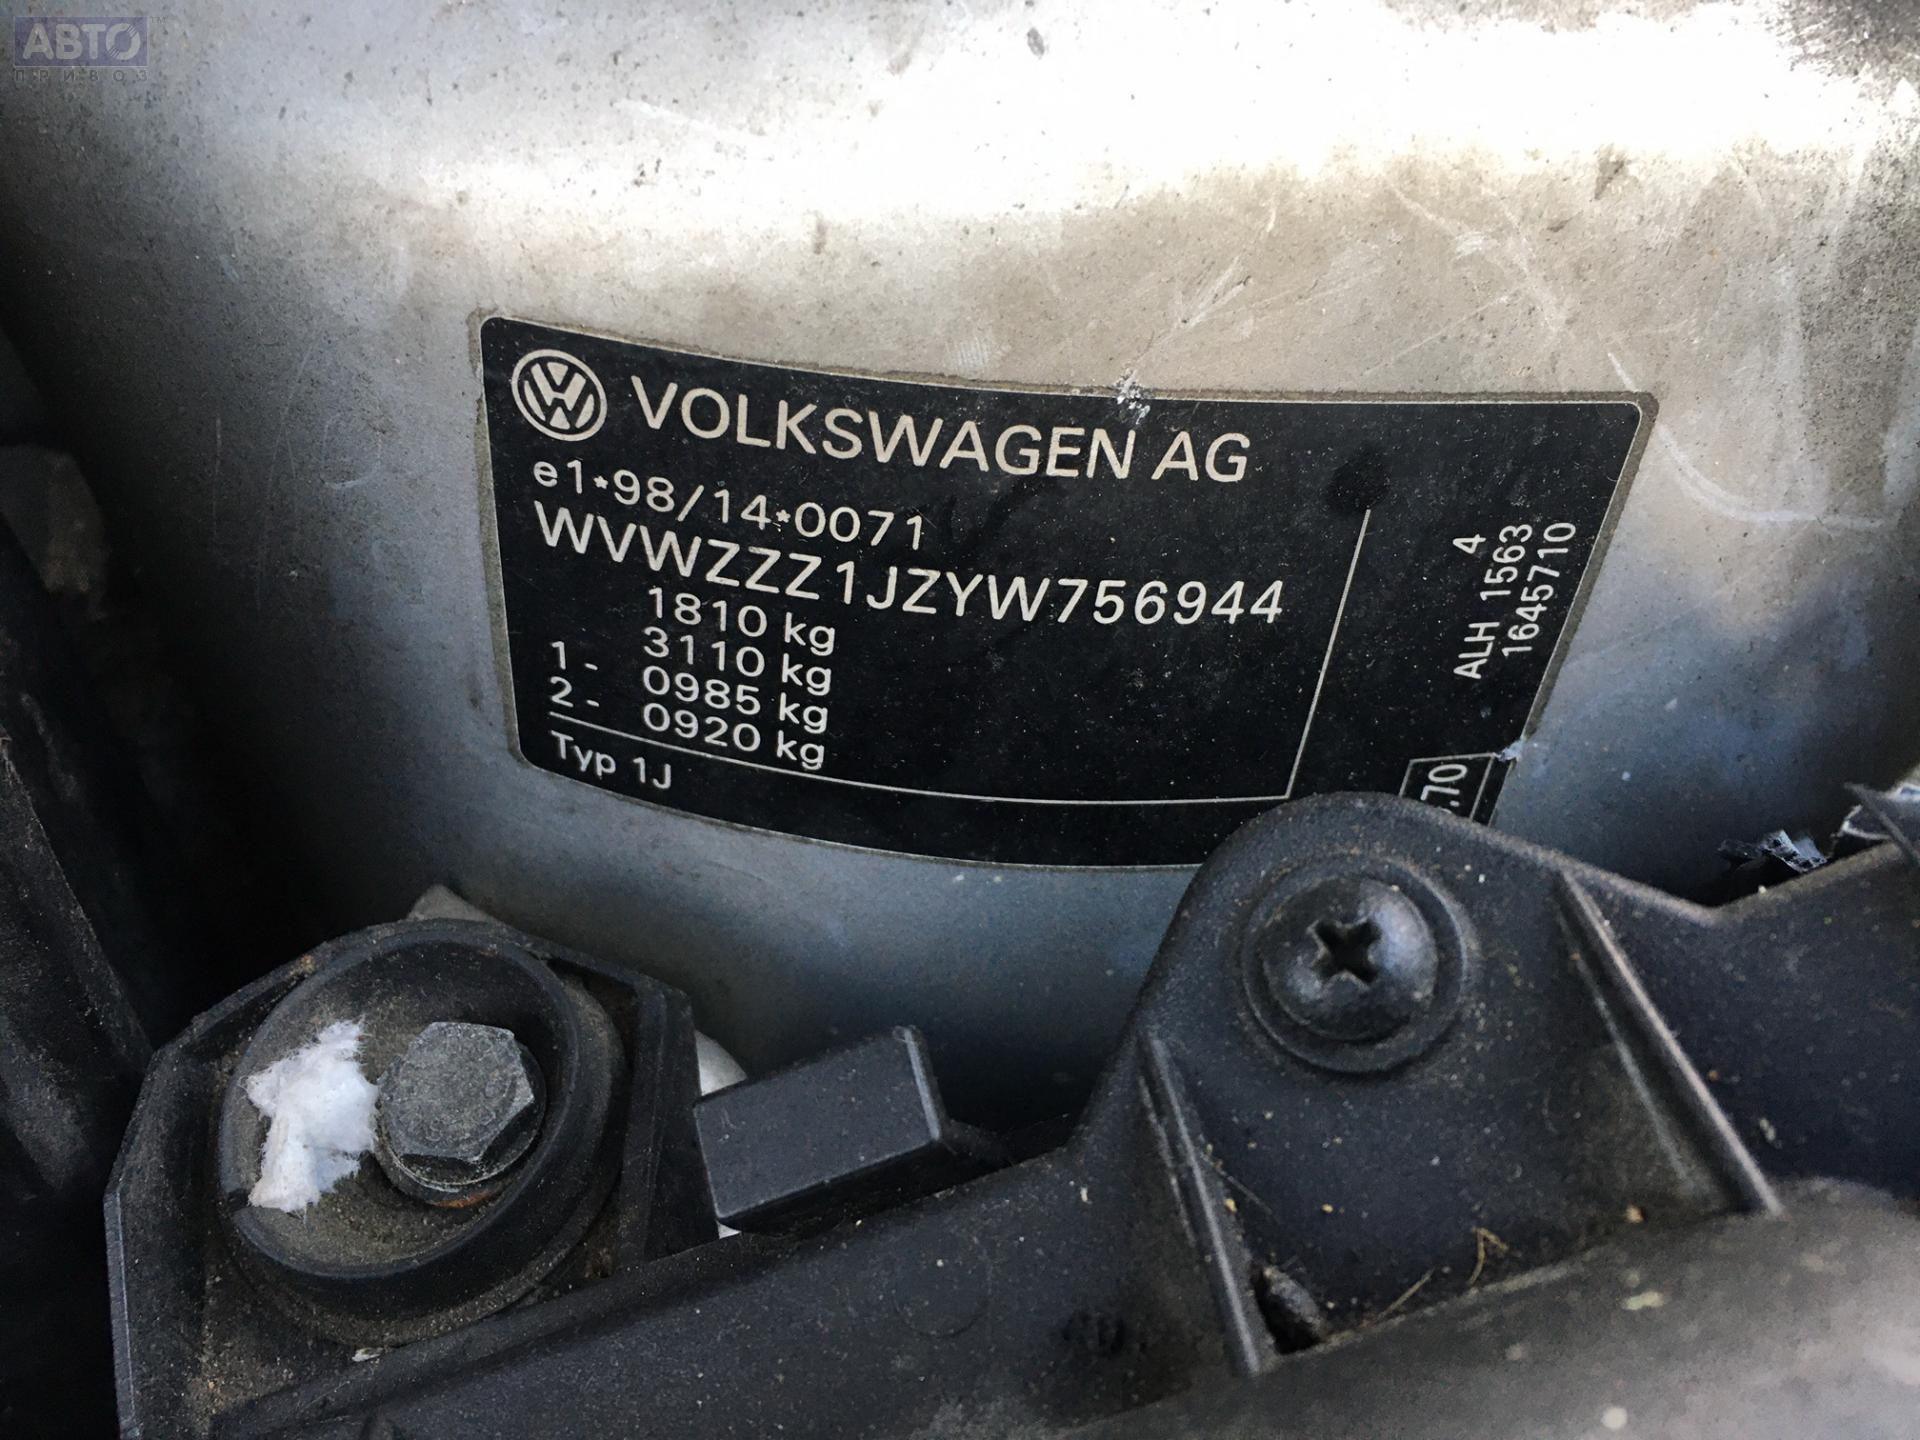 АВТО
ПРИВОЗ
VOLKSWAGEN AG
e1*98/14*0071
WVWZZZ1JZYW756944
1810 kg
3110 kg
1- 0985 kg
2- 0920 kg
Typ 1J
4
ALH 1563
1645710
.70